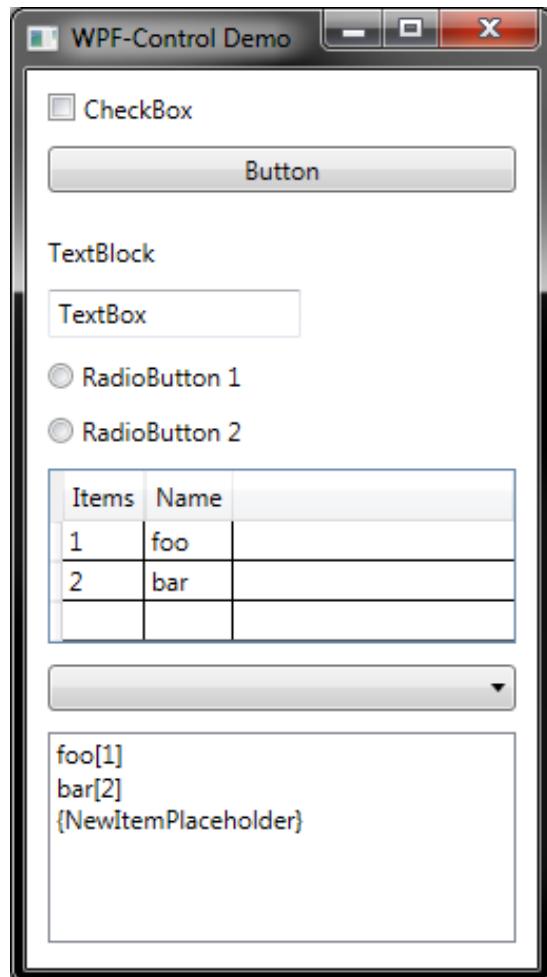 WPF-Control Demo
CheckBox
Button
TextBlock
TextBox
RadioButton 1
RadioButton 2
Items Name
1 foo
2 bar
foo[1]
bar[2]
{NewItemPlaceholder}